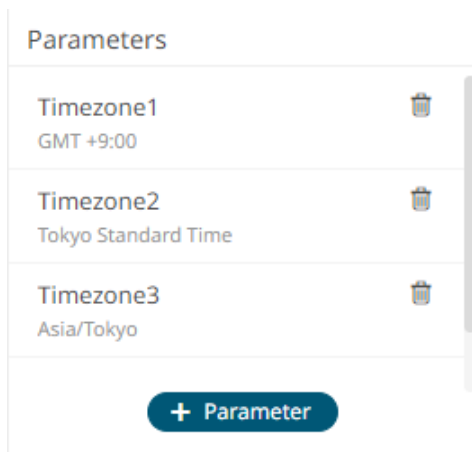 Parameters
Timezone1
GMT +9:00
Timezone2
Tokyo Standard Time
Timezone3
Asia/Tokyo
+ Parameter